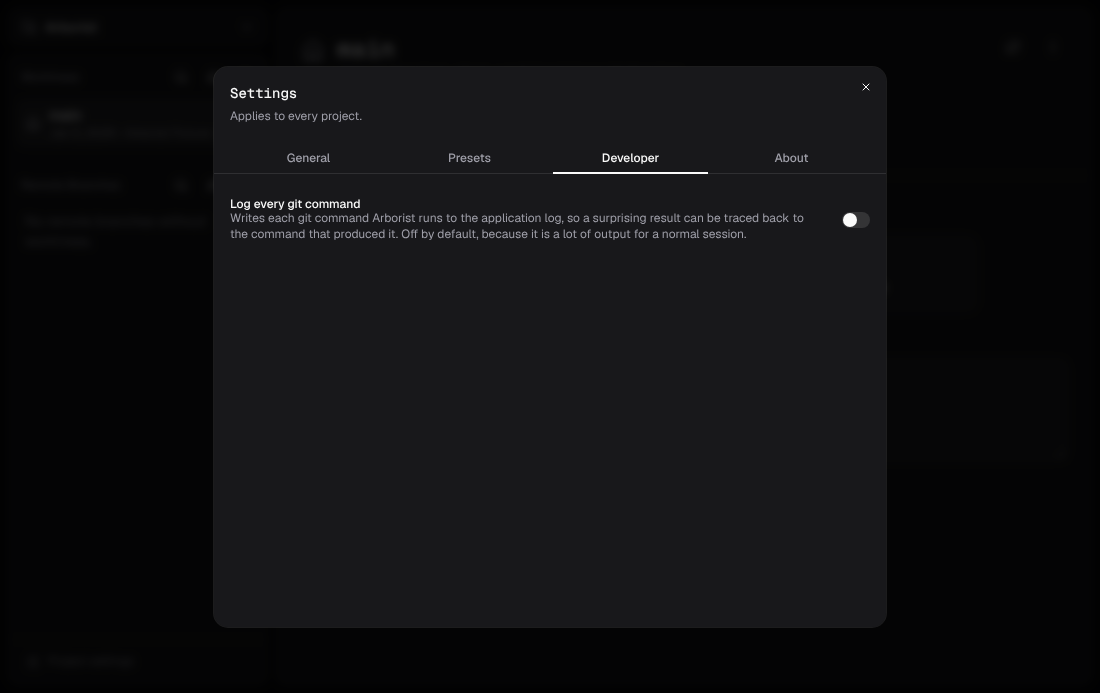 main
Settings
Applies to every project.
General
Presets
Developer
About
Log every git command
Writes each git command Arborist runs to the application log, so a surprising result can be traced back to
the command that produced it. Off by default, because it is a lot of output for a normal session.